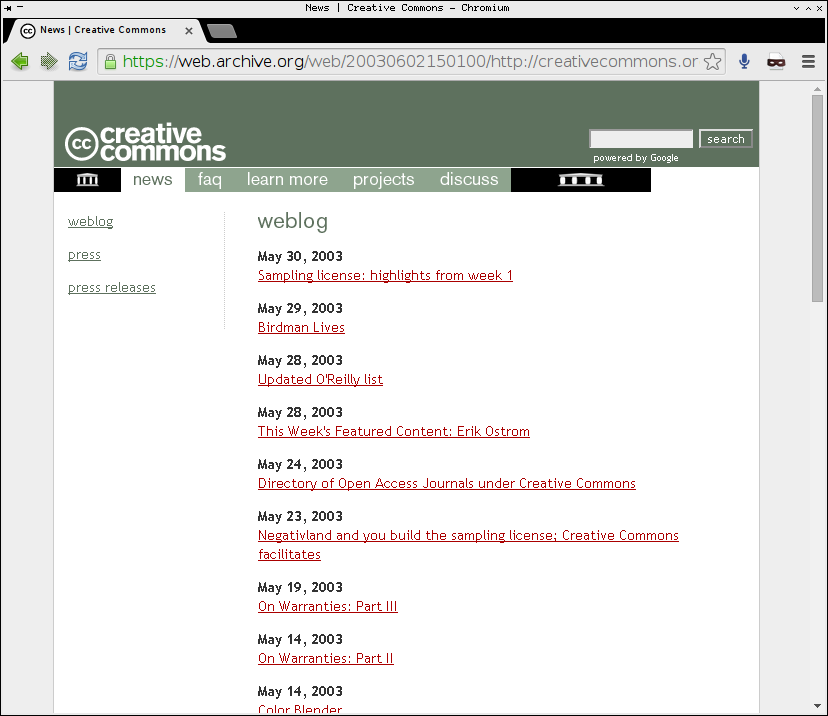 News | Creative Commons - Chromium
News | Creative Commons
https://web.archive.org/web/20030602150100/http://creativecommons.or
cc creative
commons
search
powered by Google
news faq learn more projects discuss
weblog
press
press releases
weblog
May 30, 2003
Sampling license: highlights from week 1
May 29, 2003
Birdman Lives
May 28, 2003
Updated O'Reilly list
May 28, 2003
This Week's Featured Content: Erik Ostrom
May 24, 2003
Directory of Open Access Journals under Creative Commons
May 23, 2003
Negativland and you build the sampling license; Creative Commons
facilitates
May 19, 2003
On Warranties: Part III
May 14, 2003
On Warranties: Part II
May 14, 2003
Color Blender